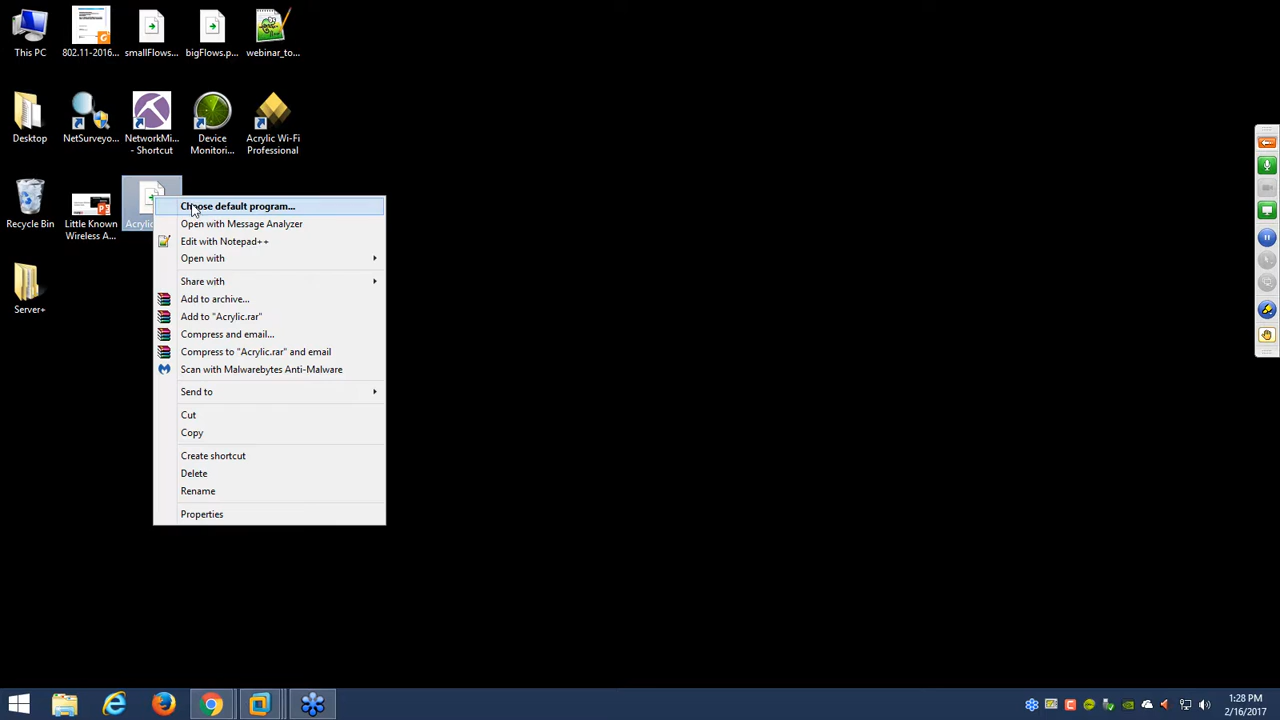 This PC
802.11-2016...
smallFlows...
bigFlows.p...
webinar_to...
Desktop
NetSurveyo...
NetworkMi...
- Shortcut
Device
Monitori...
Acrylic Wi-Fi
Professional
Recycle Bin
Little Known
Wireless A...
Acrylic
Server+
Choose default program...
Open with Message Analyzer
Edit with Notepad++
Open with
Share with
Add to archive...
Add to "Acrylic.rar"
Compress and email...
Compress to "Acrylic.rar" and email
Scan with Malwarebytes Anti-Malware
Send to
Cut
Copy
Create shortcut
Delete
Rename
Properties
1:28 PM
2/16/2017